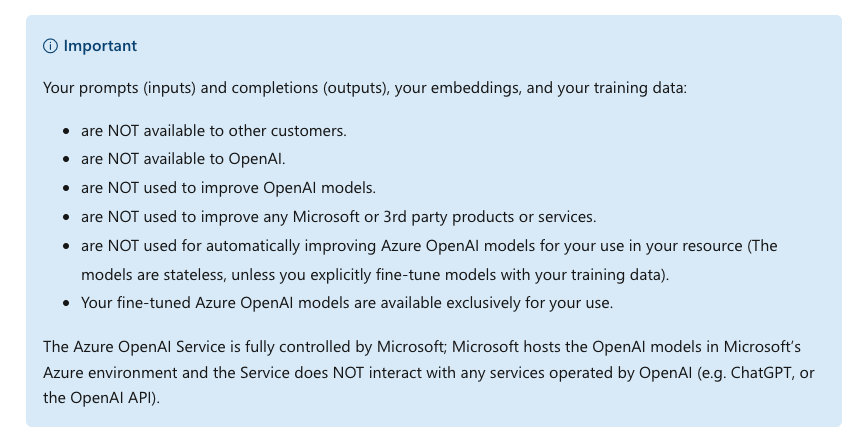 Important
Your prompts (inputs) and completions (outputs), your embeddings, and your training data:
• are NOT available to other customers.
• are NOT available to OpenAI.
• are NOT used to improve OpenAI models.
• are NOT used to improve any Microsoft or 3rd party products or services.
• are NOT used for automatically improving Azure OpenAI models for your use in your resource (The
models are stateless, unless you explicitly fine-tune models with your training data).
• Your fine-tuned Azure OpenAI models are available exclusively for your use.
The Azure OpenAI Service is fully controlled by Microsoft; Microsoft hosts the OpenAI models in Microsoft’s
Azure environment and the Service does NOT interact with any services operated by OpenAI (e.g. ChatGPT, or
the OpenAI API).